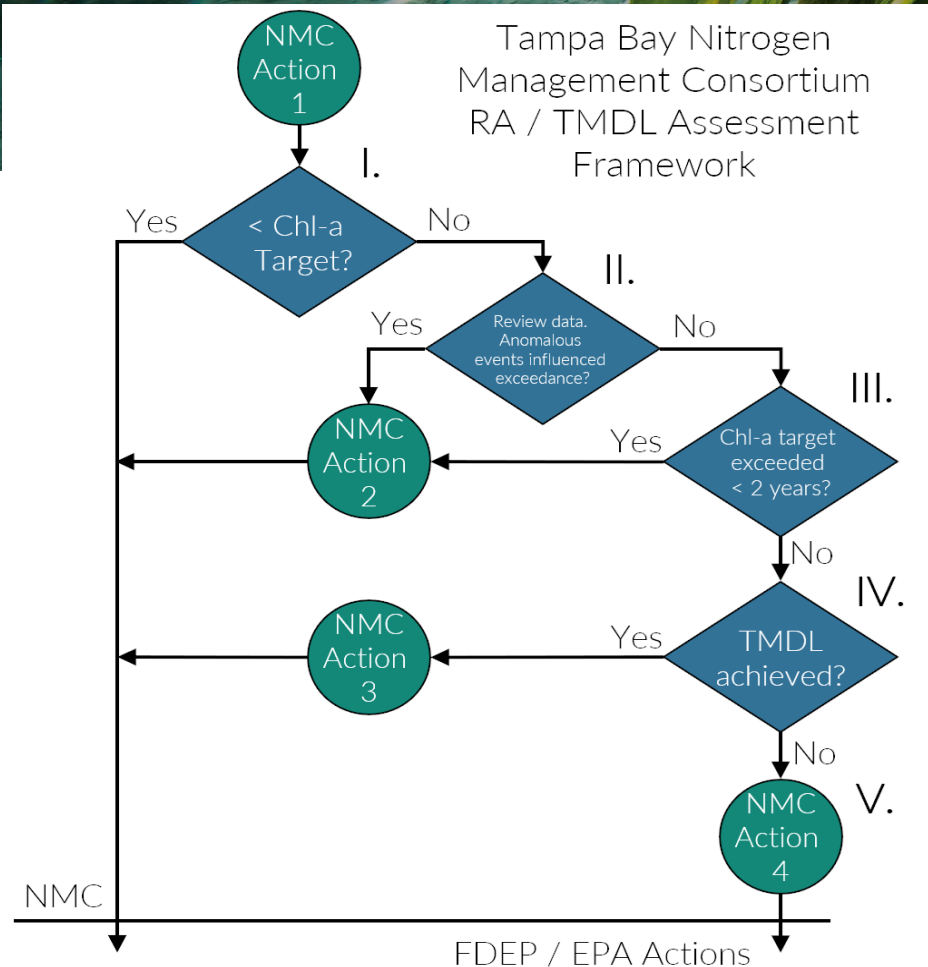 NMC
Action
1
Tampa Bay Nitrogen
Management Consortium
RA / TMDL Assessment
Framework
I.
< Chl-a
Target?
Yes
No
II.
Review data.
Anomalous
events influenced
exceedance?
Yes
No
III.
Chl-a target
exceeded
< 2 years?
Yes
No
NMC
Action
2
IV.
TMDL
achieved?
Yes
No
NMC
Action
3
V.
NMC
Action
4
NMC
FDEP / EPA Actions